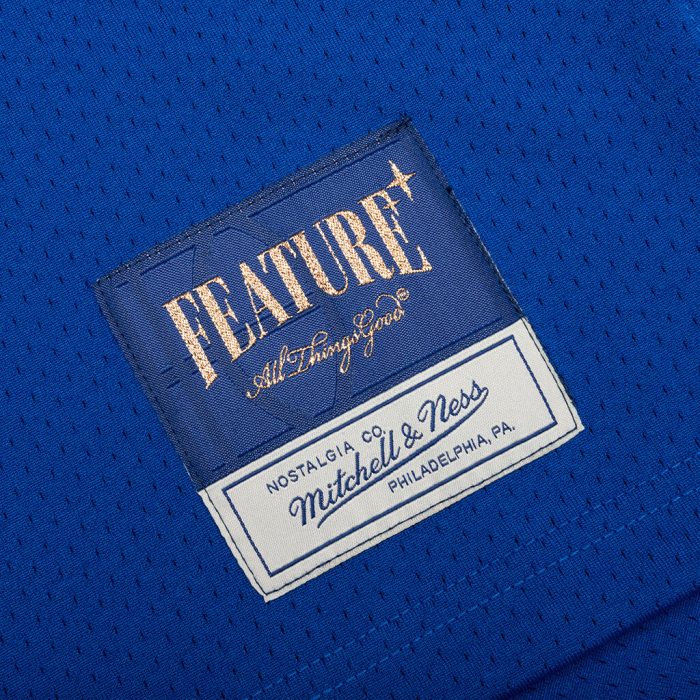 FEATURE
All Things Good
NOSTALGIA CO.
Mitchell & Ness
PHILADELPHIA, PA.